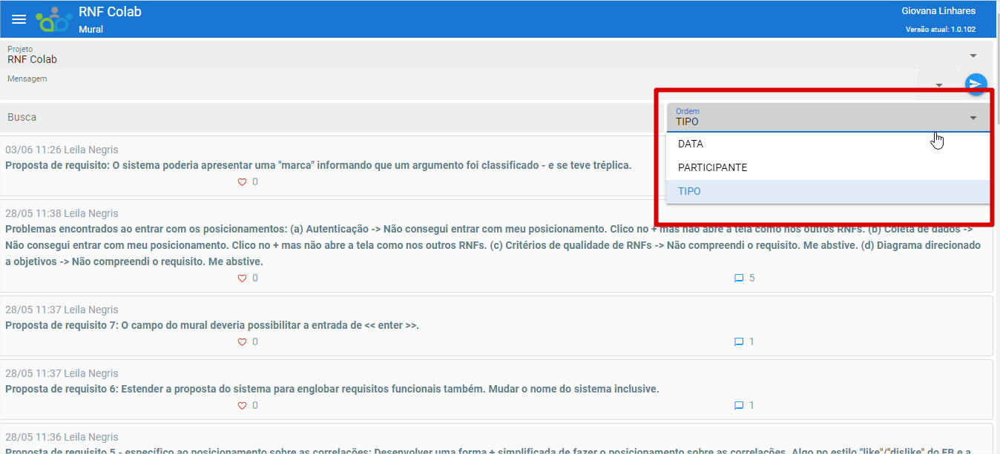 RNF Colab
Mural
Giovana Linhares
Versão atual: 1.0.102
Projeto
RNF Colab
Mensagem
Busca
Ordem
TIPO
DATA
PARTICIPANTE
TIPO
03/06 11:26 Leila Negris
Proposta de requisito: O sistema poderia apresentar uma "marca" informando que um argumento foi classificado - e se teve tréplica.
0
28/05 11:38 Leila Negris
Problemas encontrados ao entrar com os posicionamentos: (a) Autenticação -> Não consegui entrar com meu posicionamento. Clico no + mas não abre a tela como nos outros RNFs. (b) Coleta de dados ->
Não consegui entrar com meu posicionamento. Clico no + mas não abre a tela como nos outros RNFs. (c) Critérios de qualidade de RNFs -> Não compreendi o requisito. Me abstive. (d) Diagrama direcionado
a objetivos -> Não compreendi o requisito. Me abstive.
0 5
28/05 11:37 Leila Negris
Proposta de requisito 7: O campo do mural deveria possibilitar a entrada de << enter >>.
0 1
28/05 11:37 Leila Negris
Proposta de requisito 6: Estender a proposta do sistema para englobar requisitos funcionais também. Mudar o nome do sistema inclusive.
0 1
28/05 11:36 Leila Negris
Proposta de requisito 5 - específico ao posicionamento sobre as correlações: Desenvolver uma forma + simplificada de fazer o posicionamento sobre as correlações. Algo no estilo "like"/"dislike" do FB e a